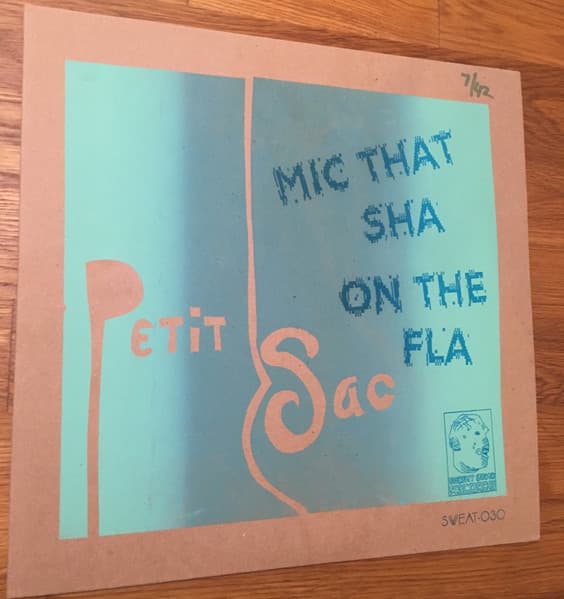 7/42
MIC THAT
SHA
ON THE
FLA
PETiT
Sac
SWEAT-030